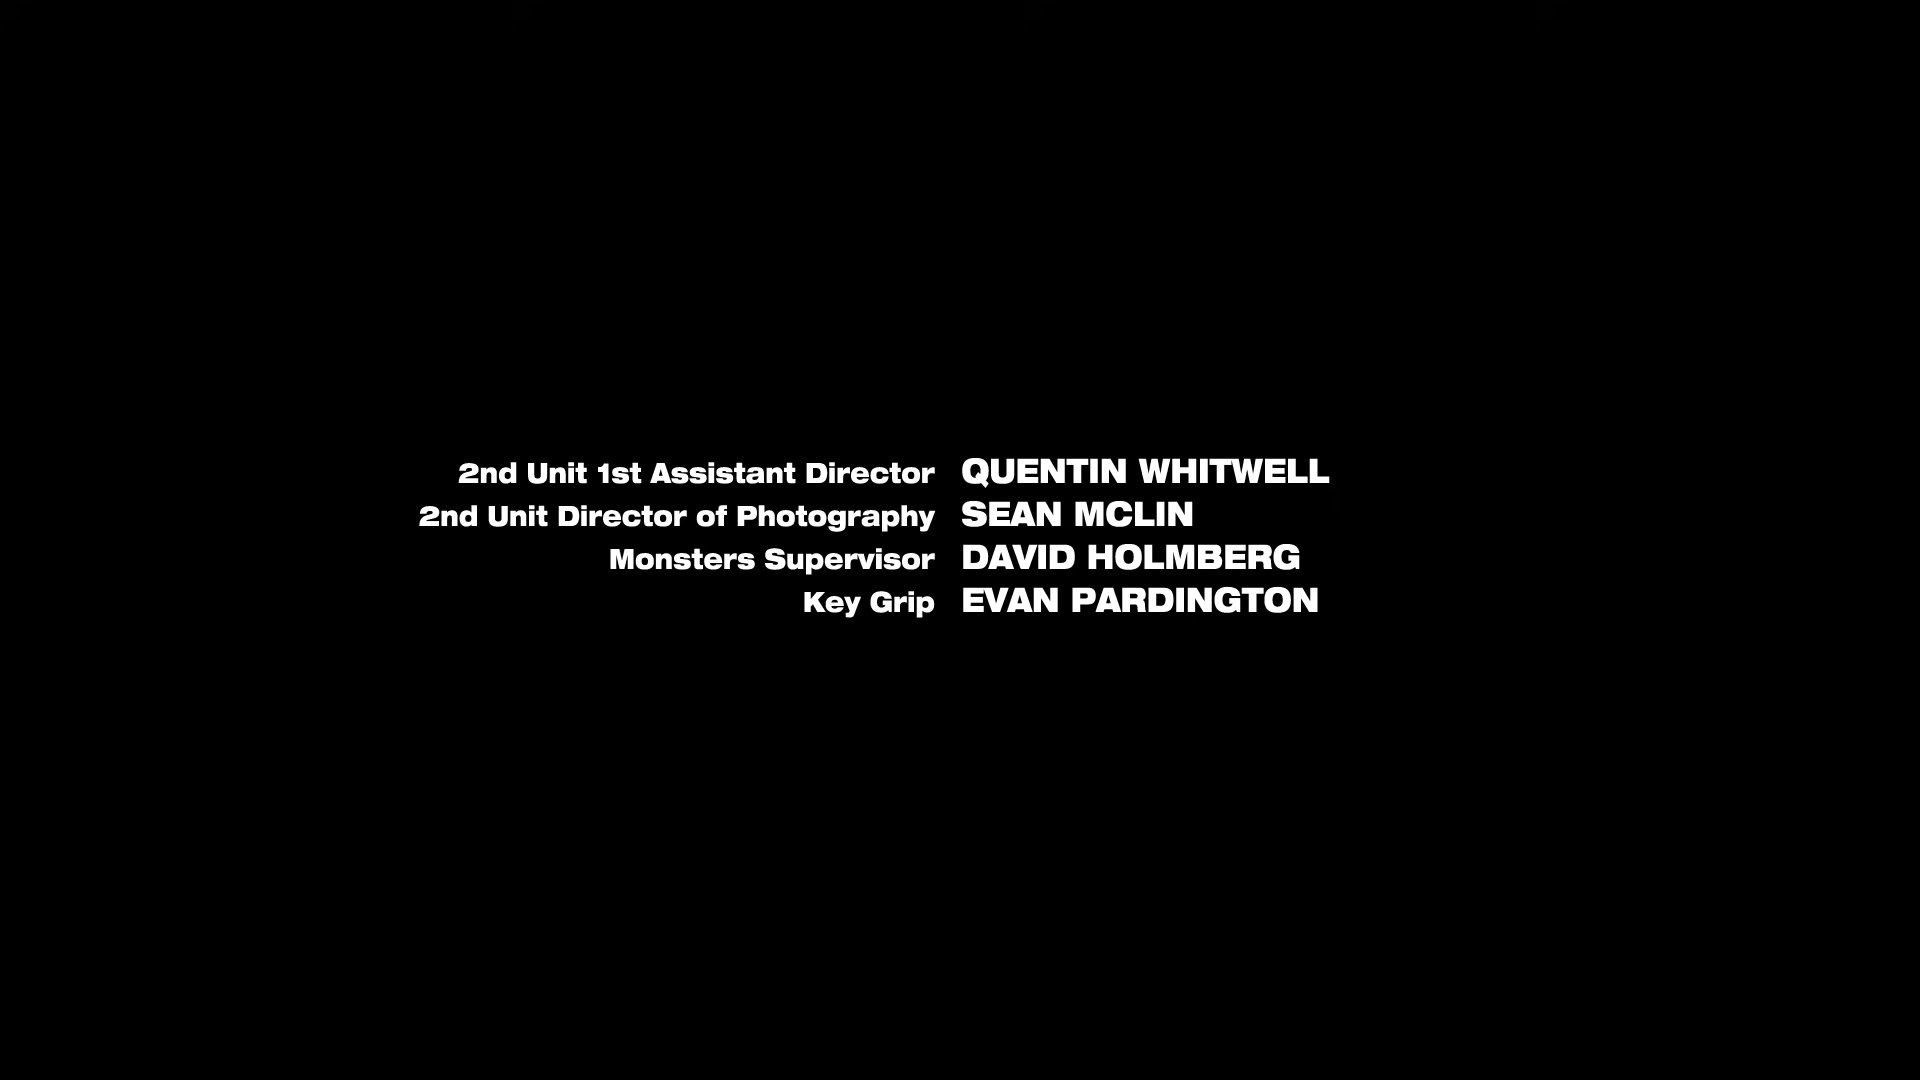 2nd Unit 1st Assistant Director QUENTIN WHITWELL
2nd Unit Director of Photography SEAN MCLIN
Monsters Supervisor DAVID HOLMBERG
Key Grip EVAN PARDINGTON